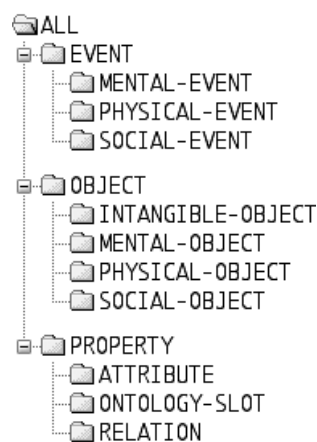 ALL
EVENT
MENTAL-EVENT
PHYSICAL-EVENT
SOCIAL-EVENT
OBJECT
INTANGIBLE-OBJECT
MENTAL-OBJECT
PHYSICAL-OBJECT
SOCIAL-OBJECT
PROPERTY
ATTRIBUTE
ONTOLOGY-SLOT
RELATION